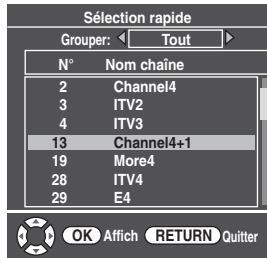 Sélection rapide
Grouper: Tout
N° Nom chaîne
2 Channel4
3 ITV2
4 ITV3
13 Channel4+1
19 More4
28 ITV4
29 E4
OK Affich RETURN Quitter